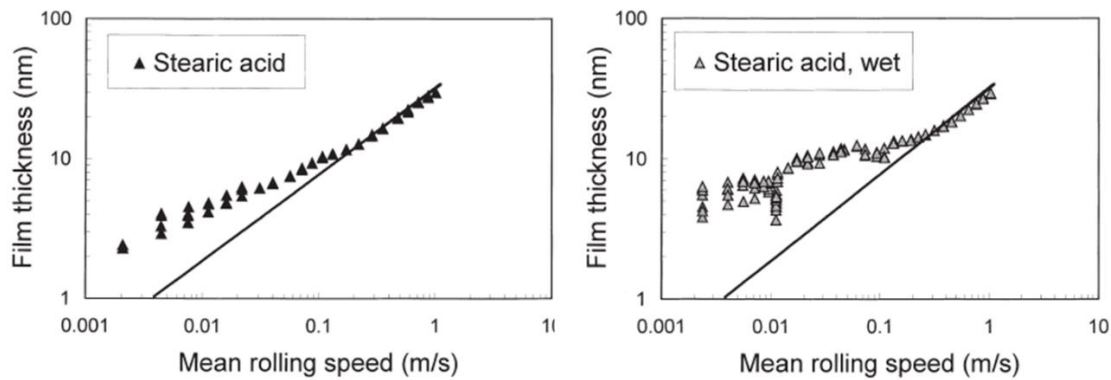 Film thickness (nm)
100
10
1
▲ Stearic acid
0.001
0.01
0.1
1
1(
Mean rolling speed (m/s)
Film thickness (nm)
100
10
1
Stearic acid, wet
0.001
0.01
0.1
1
10
Mean rolling speed (m/s)